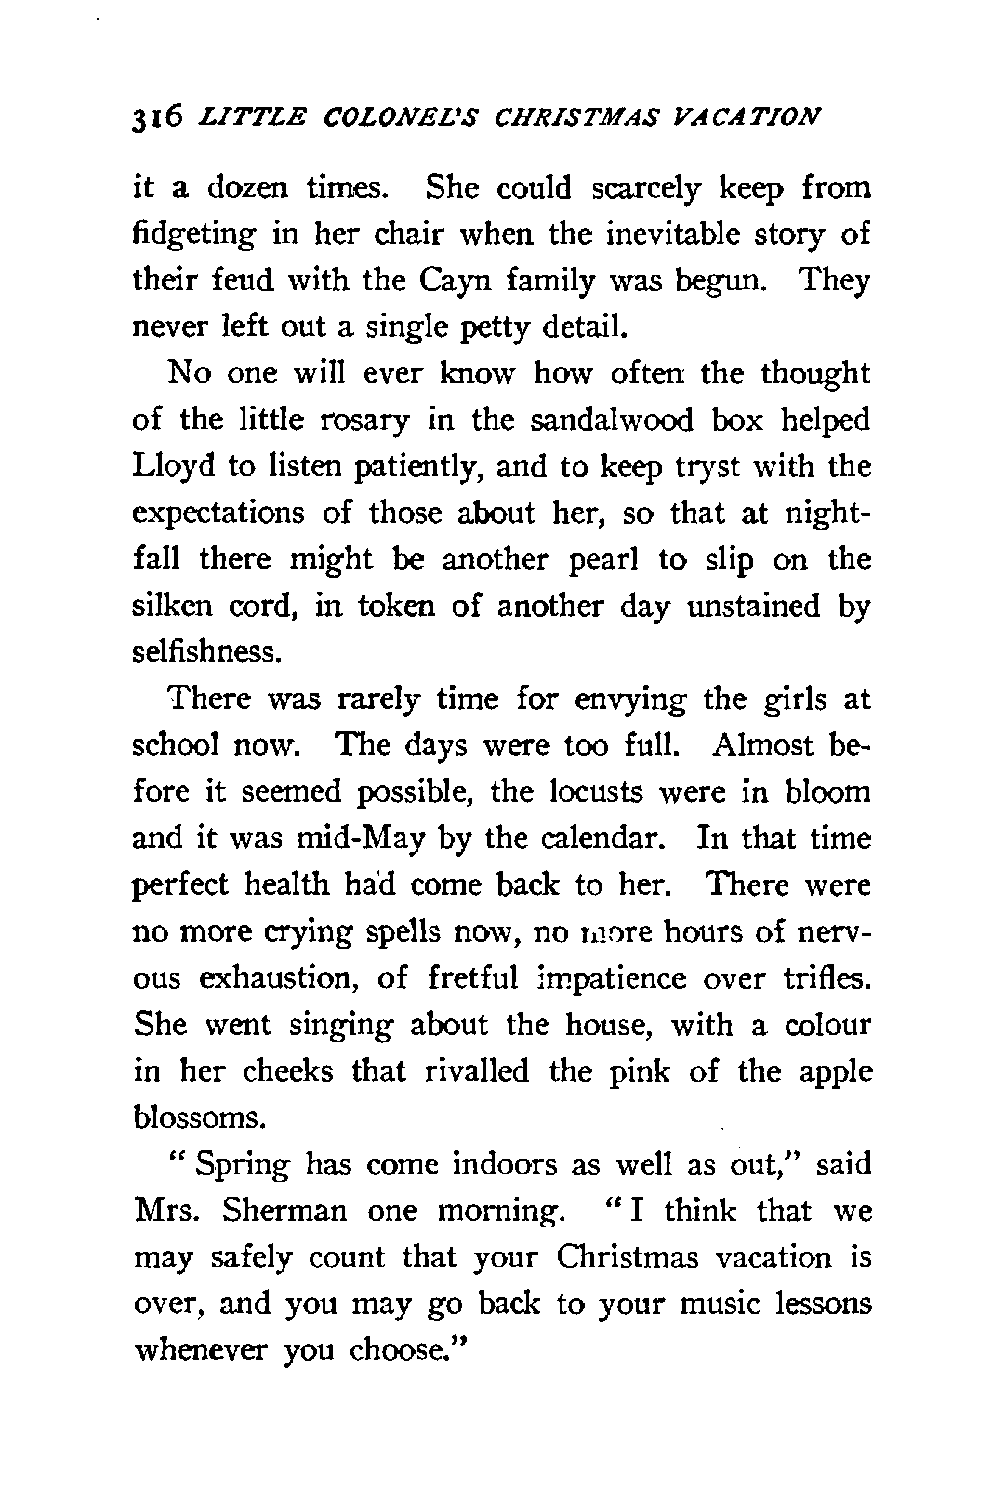 316 LITTLE COLONEL'S CHRISTMAS VACATION
it a dozen times. She could scarcely keep from
fidgeting in her chair when the inevitable story of
their feud with the Cayn family was begun. They
never left out a single petty detail.
No one will ever know how often the thought
of the little rosary in the sandalwood box helped
Lloyd to listen patiently, and to keep tryst with the
expectations of those about her, so that at night-
fall there might be another pearl to slip on the
silken cord, in token of another day unstained by
selfishness.
There was rarely time for envying the girls at
school now. The days were too full. Almost be-
fore it seemed possible, the locusts were in bloom
and it was mid-May by the calendar. In that time
perfect health had come back to her. There were
no more crying spells now, no more hours of nerv-
ous exhaustion, of fretful impatience over trifles.
She went singing about the house, with a colour
in her cheeks that rivalled the pink of the apple
blossoms.
" Spring has come indoors as well as out," said
Mrs. Sherman one morning. " I think that we
may safely count that your Christmas vacation is
over, and you may go back to your music lessons
whenever you choose."